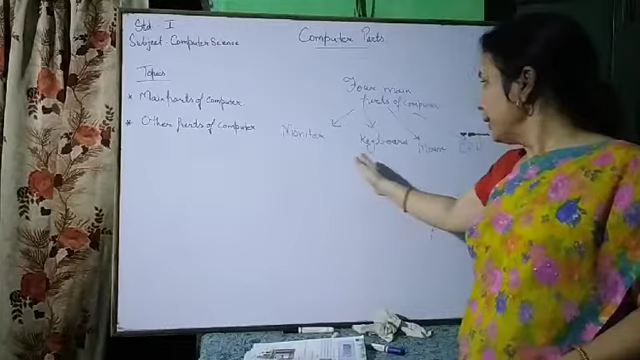 Std I
Subject: Computer Science
Computer Parts
Topics
* Main parts of computer
* Other parts of computer
Four main
parts of computer
Monitor Keyboard Mouse CPU